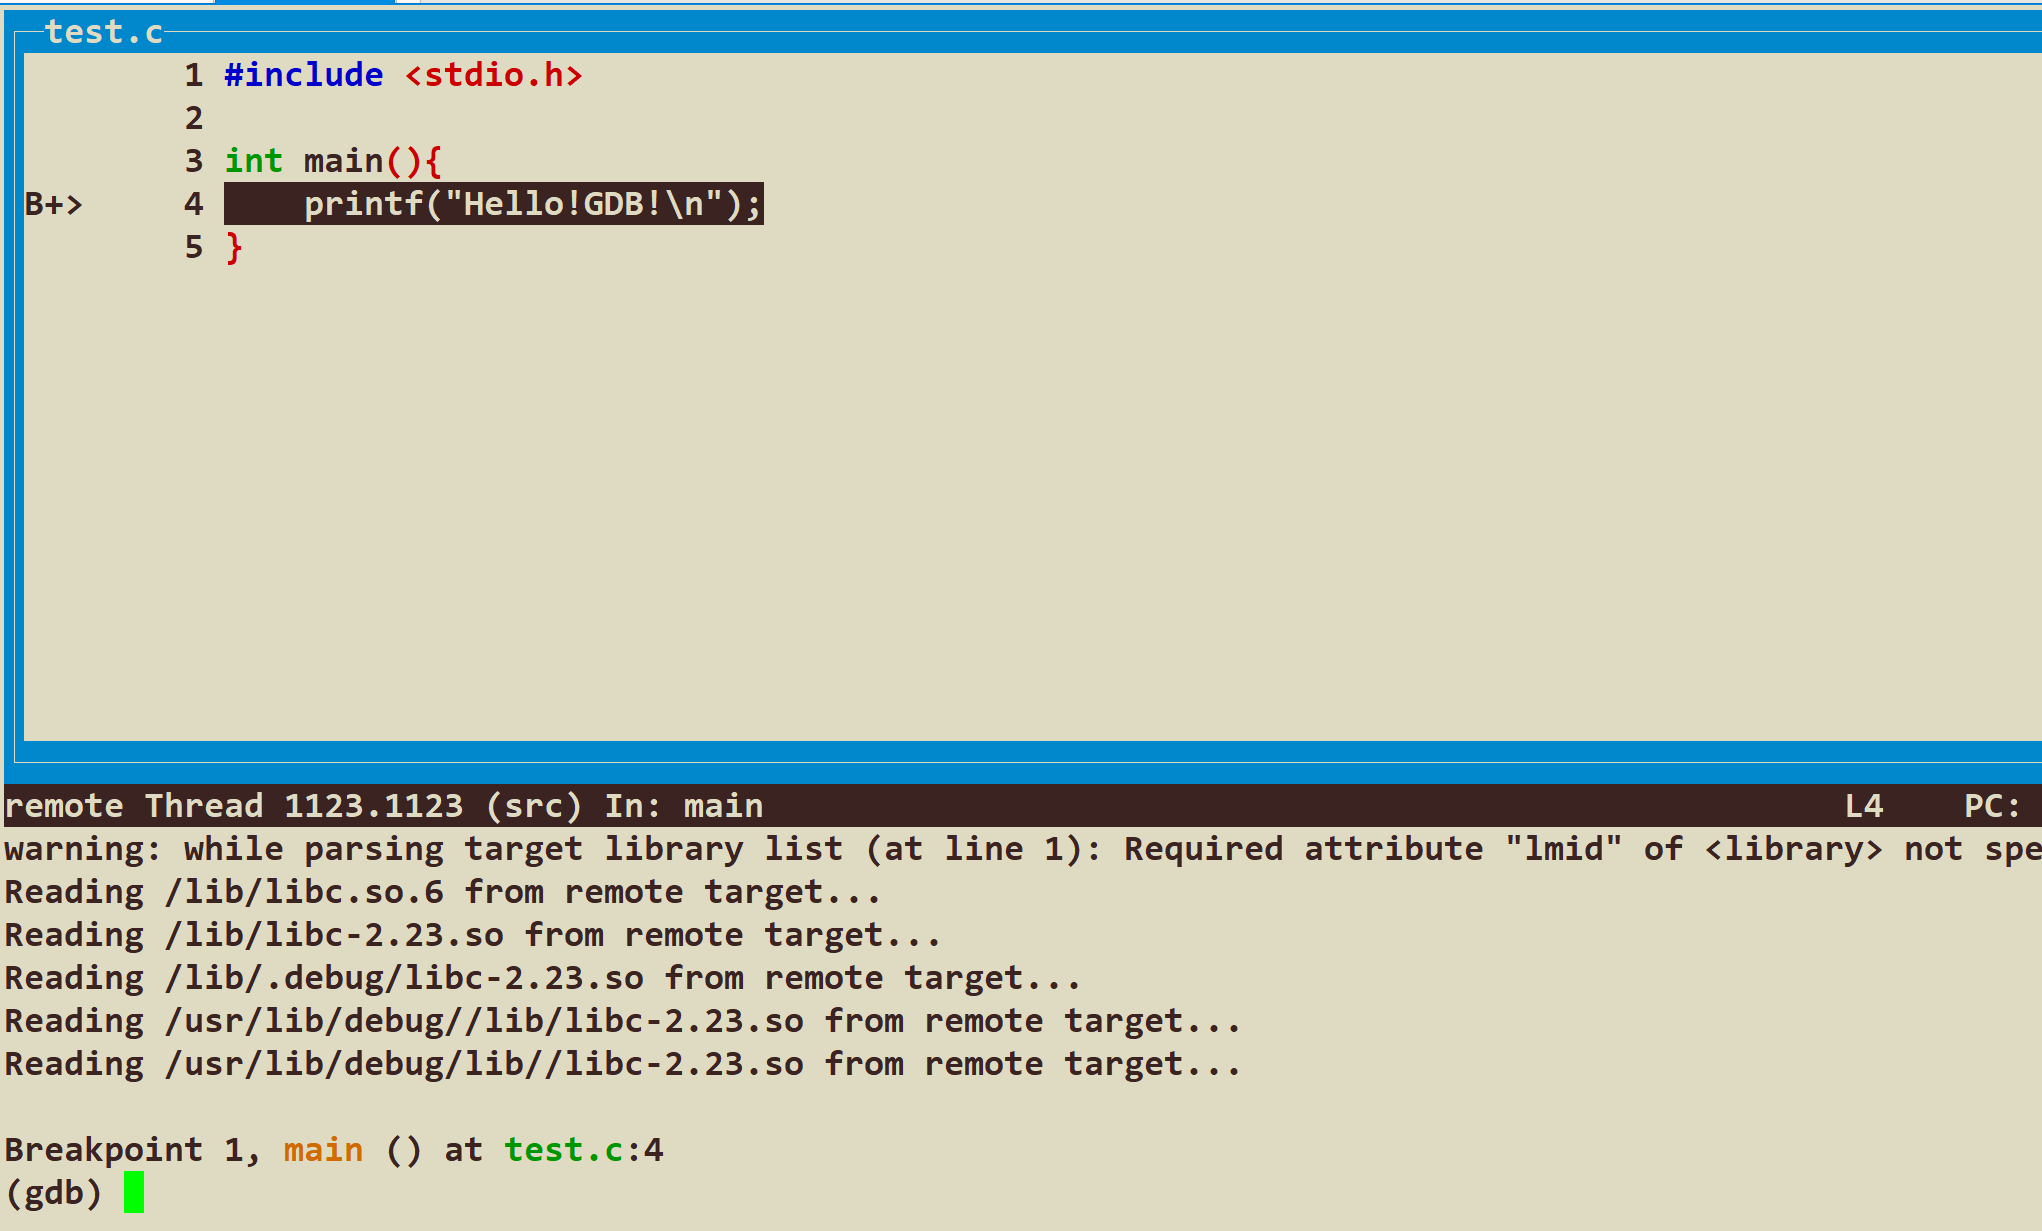 test.c
1 #include <stdio.h>
2
3 int main(){
B+> 4     printf("Hello!GDB!\n");
5 }
remote Thread 1123.1123 (src) In: main L4 PC:
warning: while parsing target library list (at line 1): Required attribute "lmid" of <library> not spe
Reading /lib/libc.so.6 from remote target...
Reading /lib/libc-2.23.so from remote target...
Reading /lib/.debug/libc-2.23.so from remote target...
Reading /usr/lib/debug//lib/libc-2.23.so from remote target...
Reading /usr/lib/debug/lib//libc-2.23.so from remote target...
Breakpoint 1, main () at test.c:4
(gdb)